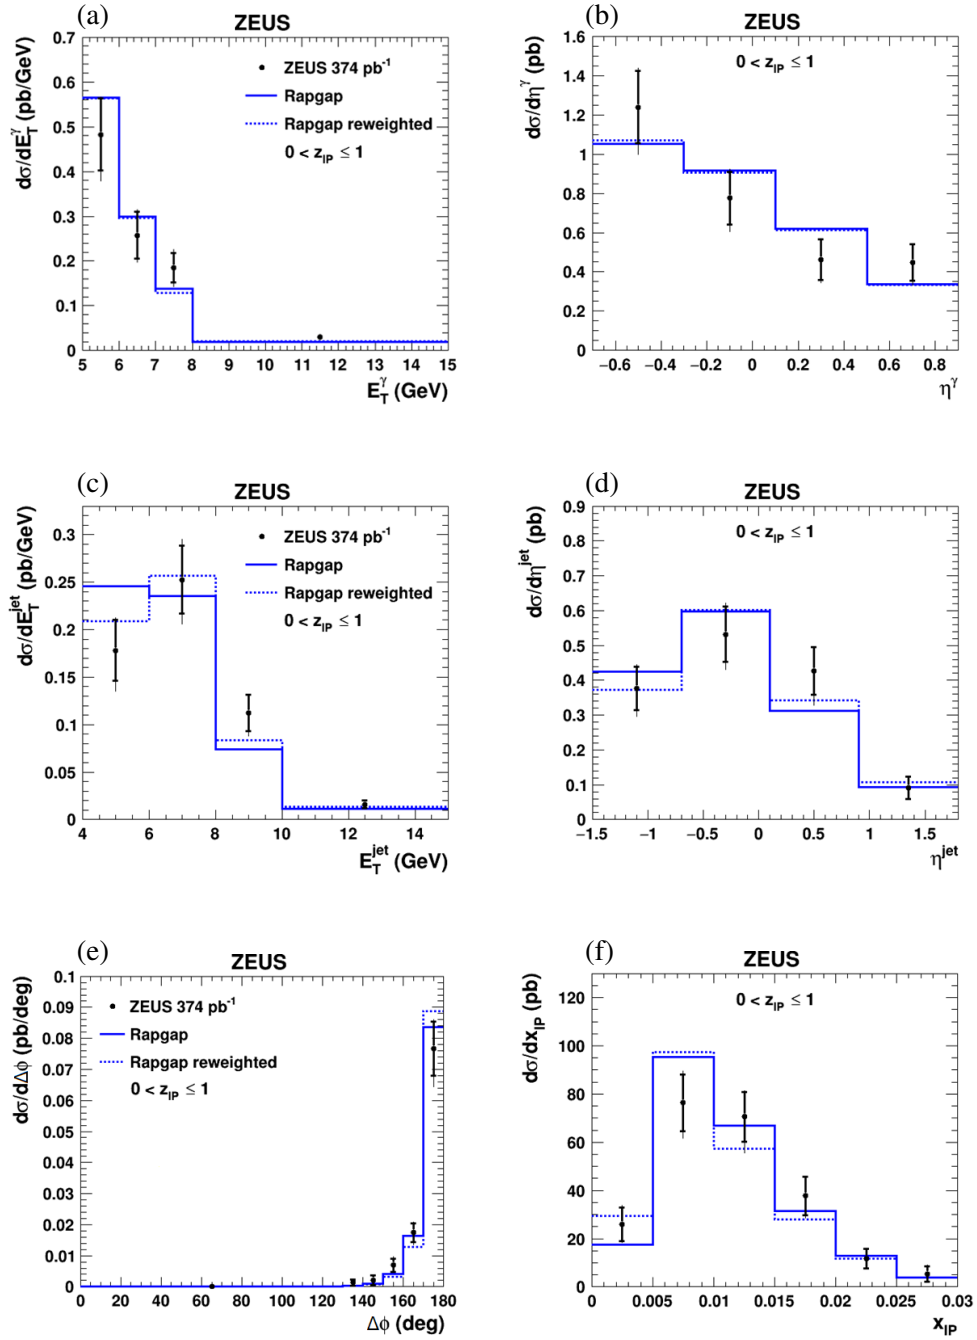 (a)
ZEUS
dσ/dE_T^γ (pb/GeV)
ZEUS 374 pb⁻¹
Rapgap
Rapgap reweighted
0 < z_IP ≤ 1
0.7
0.6
0.5
0.4
0.3
0.2
0.1
0
5 6 7 8 9 10 11 12 13 14 15
E_T^γ (GeV)
(b)
ZEUS
dσ/dη^γ (pb)
0 < z_IP ≤ 1
1.6
1.4
1.2
1
0.8
0.6
0.4
0.2
0
−0.6 −0.4 −0.2 0 0.2 0.4 0.6 0.8
η^γ
(c)
ZEUS
dσ/dE_T^jet (pb/GeV)
ZEUS 374 pb⁻¹
Rapgap
Rapgap reweighted
0 < z_IP ≤ 1
0.3
0.25
0.2
0.15
0.1
0.05
0
4 6 8 10 12 14
E_T^jet (GeV)
(d)
ZEUS
dσ/dη^jet (pb)
0 < z_IP ≤ 1
0.9
0.8
0.7
0.6
0.5
0.4
0.3
0.2
0.1
0
−1.5 −1 −0.5 0 0.5 1 1.5
η^jet
(e)
ZEUS
dσ/dΔϕ (pb/deg)
ZEUS 374 pb⁻¹
Rapgap
Rapgap reweighted
0 < z_IP ≤ 1
0.1
0.09
0.08
0.07
0.06
0.05
0.04
0.03
0.02
0.01
0
0 20 40 60 80 100 120 140 160 180
Δϕ (deg)
(f)
ZEUS
dσ/dx_IP (pb)
0 < z_IP ≤ 1
120
100
80
60
40
20
0
0 0.005 0.01 0.015 0.02 0.025 0.03
x_IP